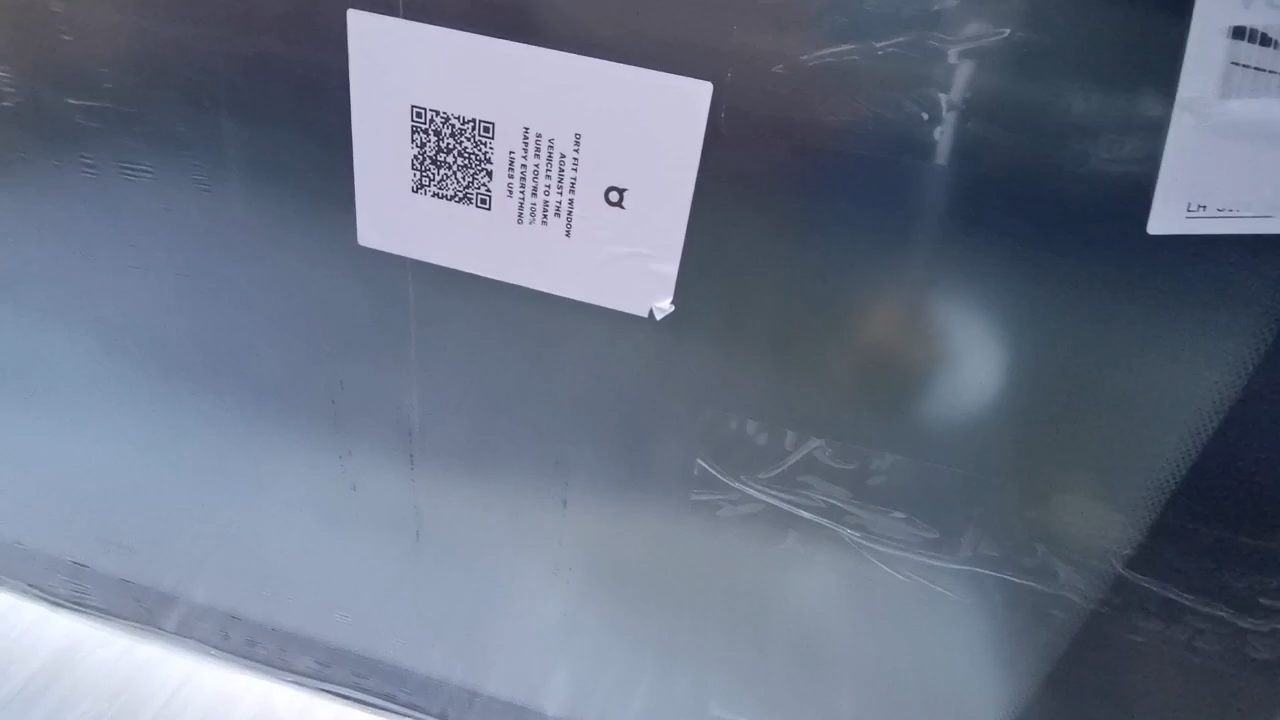 DRY FIT THE WINDOW
AGAINST THE
VEHICLE TO MAKE
SURE YOU'RE 100%
HAPPY EVERYTHING
LINES UP!